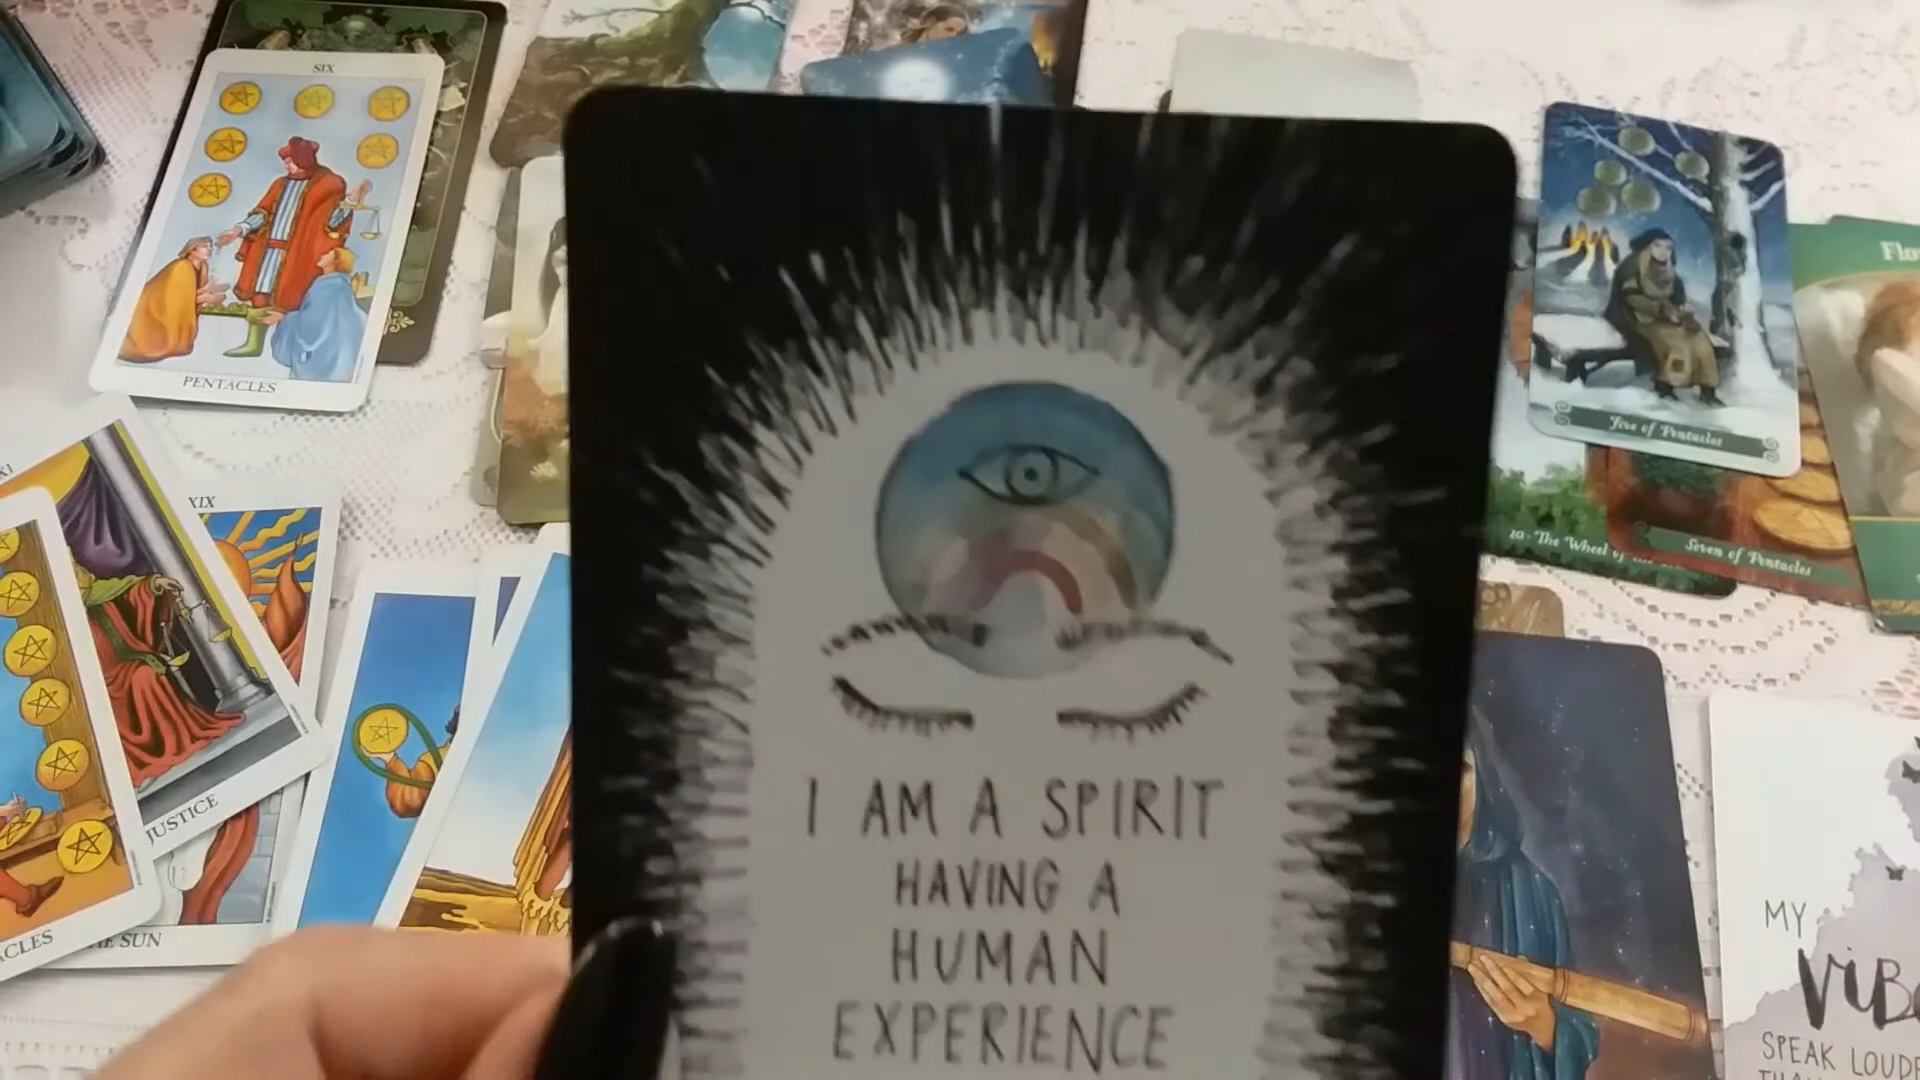 SIX
PENTACLES
Five of Pentacles
Seven of Pentacles
XIX
JUSTICE
THE SUN
I AM A SPIRIT
HAVING A
HUMAN
EXPERIENCE
MY
SPEAK